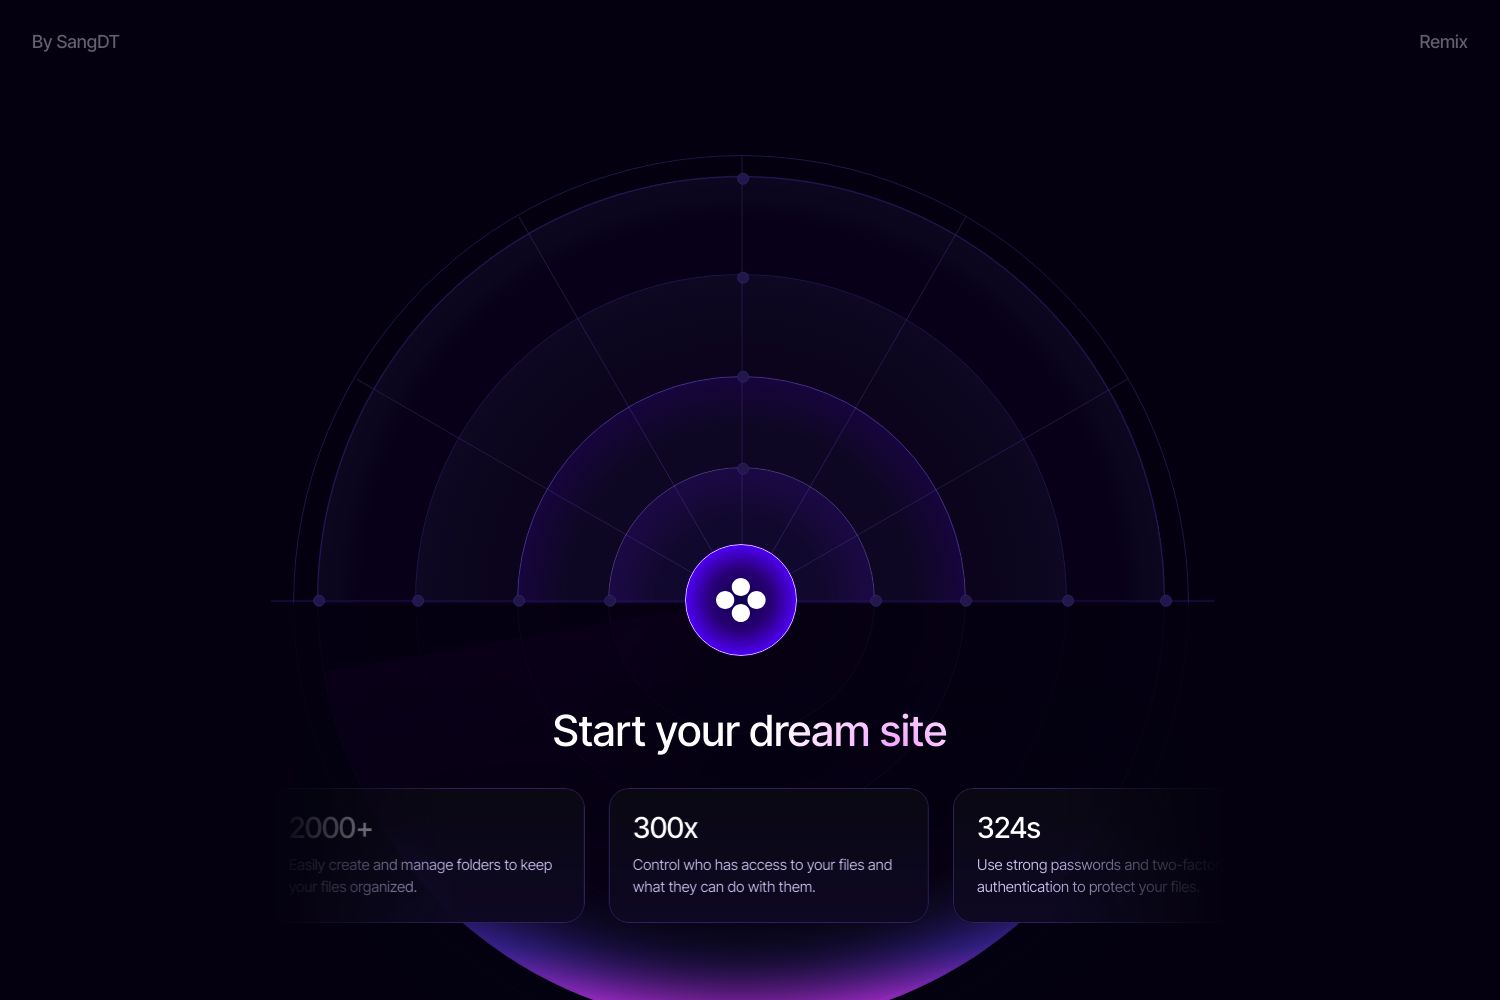 By SangDT
Remix
Start your dream site
2000+
Easily create and manage folders to keep
your files organized.
300x
Control who has access to your files and
what they can do with them.
324s
Use strong passwords and two-factor
authentication to protect your files.